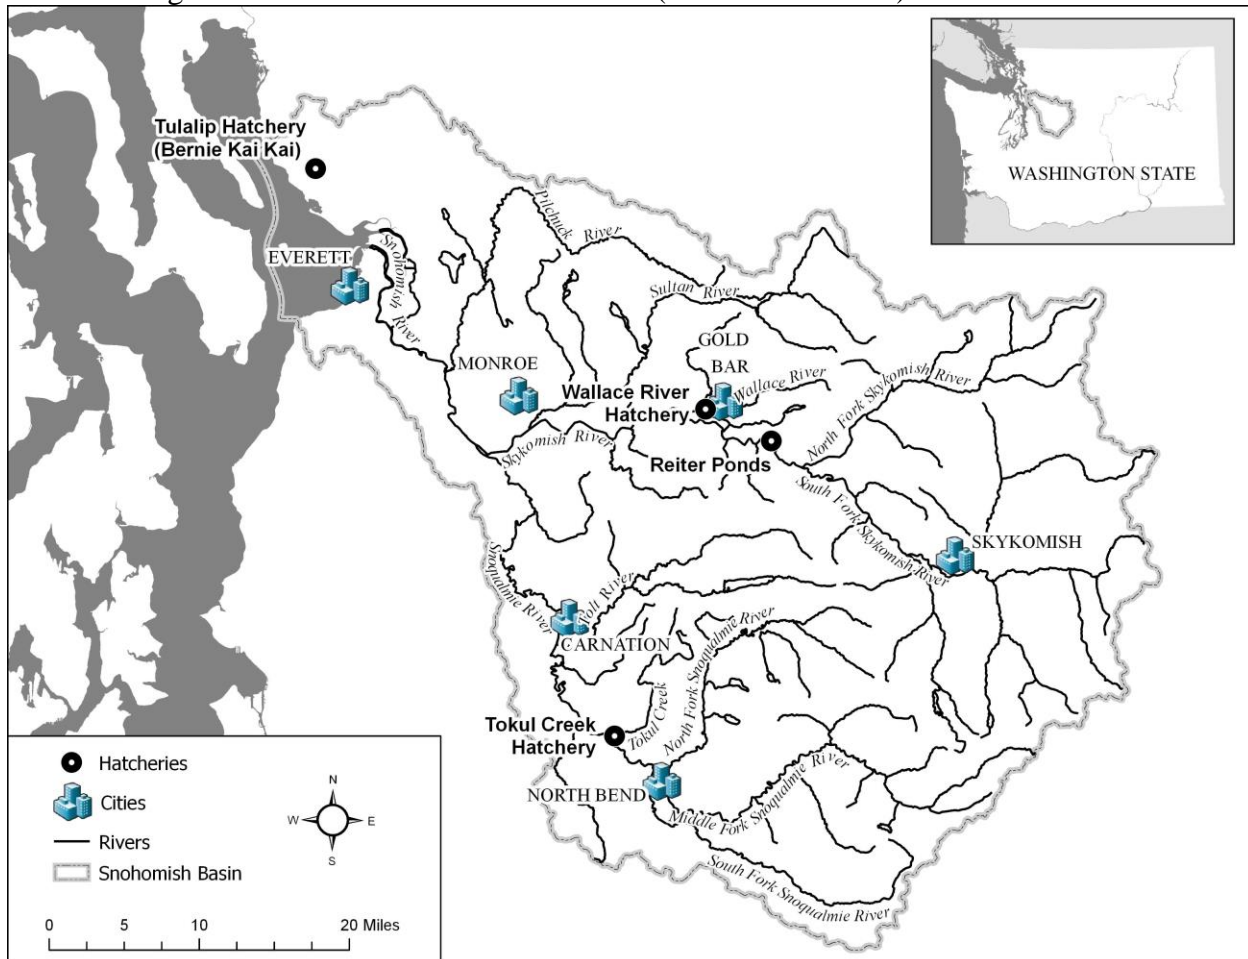 Tulalip Hatchery
(Bernie Kai Kai)
WASHINGTON STATE
Pilchuck River
EVERETT
Snohomish River
Sultan River
GOLD
BAR
MONROE
Wallace River
Wallace River
Hatchery
North Fork Skykomish River
Skykomish River
Reiter Ponds
South Fork Skykomish River
SKYKOMISH
Snoqualmie River
Tolt River
CARNATION
North Fork Snoqualmie River
Tokul Creek
Tokul Creek
Hatchery
NORTH BEND
Middle Fork Snoqualmie River
South Fork Snoqualmie River
Hatcheries
Cities
Rivers
Snohomish Basin
N
W E
S
0 5 10 20 Miles